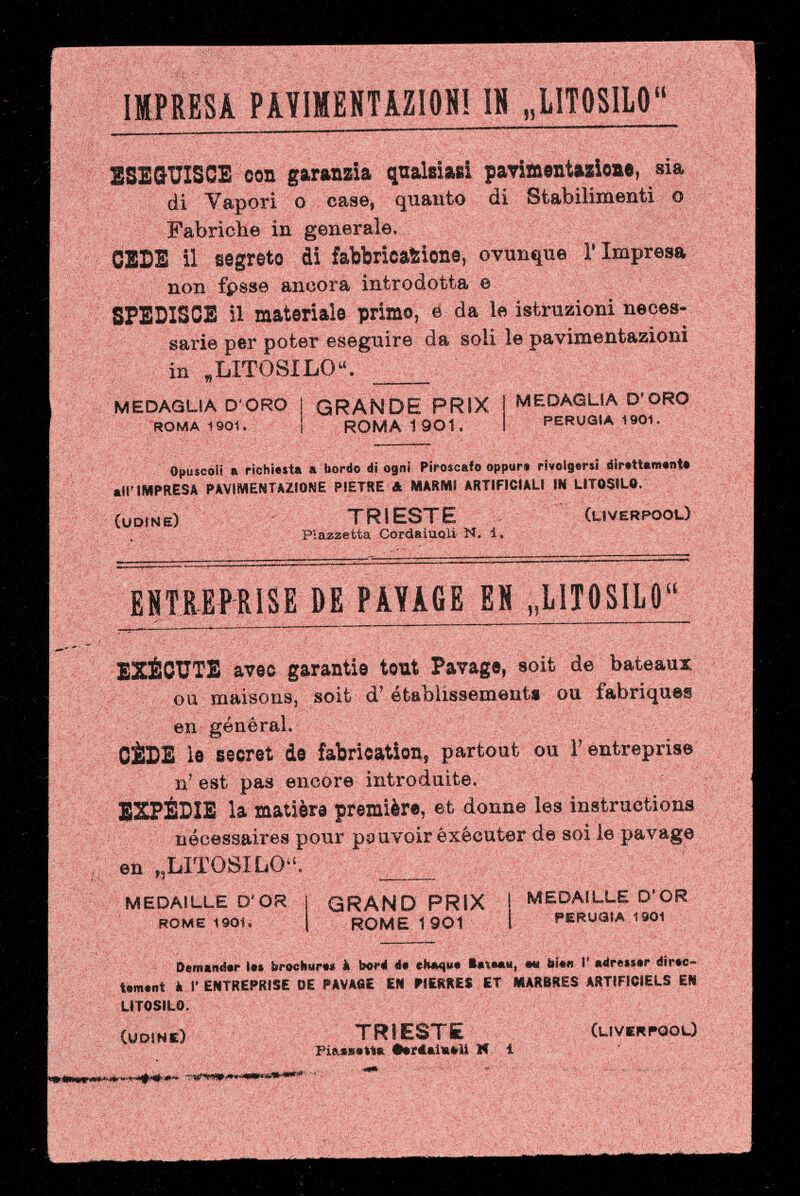 IMPRESA PAVIMENTAZIONI IN „LITOSILO“
ESEGUISCE con garanzia qualsiasi pavimentazione, sia
di Vapori o case, quanto di Stabilimenti o
Fabriche in generale.
CEDE il segreto di fabbricazione, ovunque l'Impresa
non fosse ancora introdotta e
SPEDISCE il materiale primo, e da le istruzioni neces-
sarie per poter eseguire da soli le pavimentazioni
in „LITOSILO“.
MEDAGLIA D'ORO | GRANDE PRIX | MEDAGLIA D'ORO
ROMA 1901. | ROMA 1901. | PERUGIA 1901.
Opuscoli a richiesta a bordo di ogni Piroscafo oppure rivolgersi direttamente
all'IMPRESA PAVIMENTAZIONE PIETRE & MARMI ARTIFICIALI IN LITOSILO.
(UDINE) TRIESTE (LIVERPOOL)
Piazzetta Cordaiuoli N. 1.
ENTREPRISE DE PAVAGE EN „LITOSILO“
EXÉCUTE avec garantie tout Pavage, soit de bateaux
ou maisons, soit d' établissements ou fabriques
en général.
CÈDE le secret de fabrication, partout ou l' entreprise
n' est pas encore introduite.
EXPÉDIE la matière première, et donne les instructions
nécessaires pour pouvoir éxécuter de soi le pavage
en „LITOSILO“.
MEDAILLE D'OR | GRAND PRIX | MEDAILLE D'OR
ROME 1901. | ROME 1901 | PERUGIA 1901
Demander les brochures à bord de chaque Bateau, ou bien l' adresser direc-
tement à l' ENTREPRISE DE PAVAGE EN PIERRES ET MARBRES ARTIFICIELS EN
LITOSILO.
(UDINE) TRIESTE (LIVERPOOL)
Piazzetta Cordaiuoli N 1